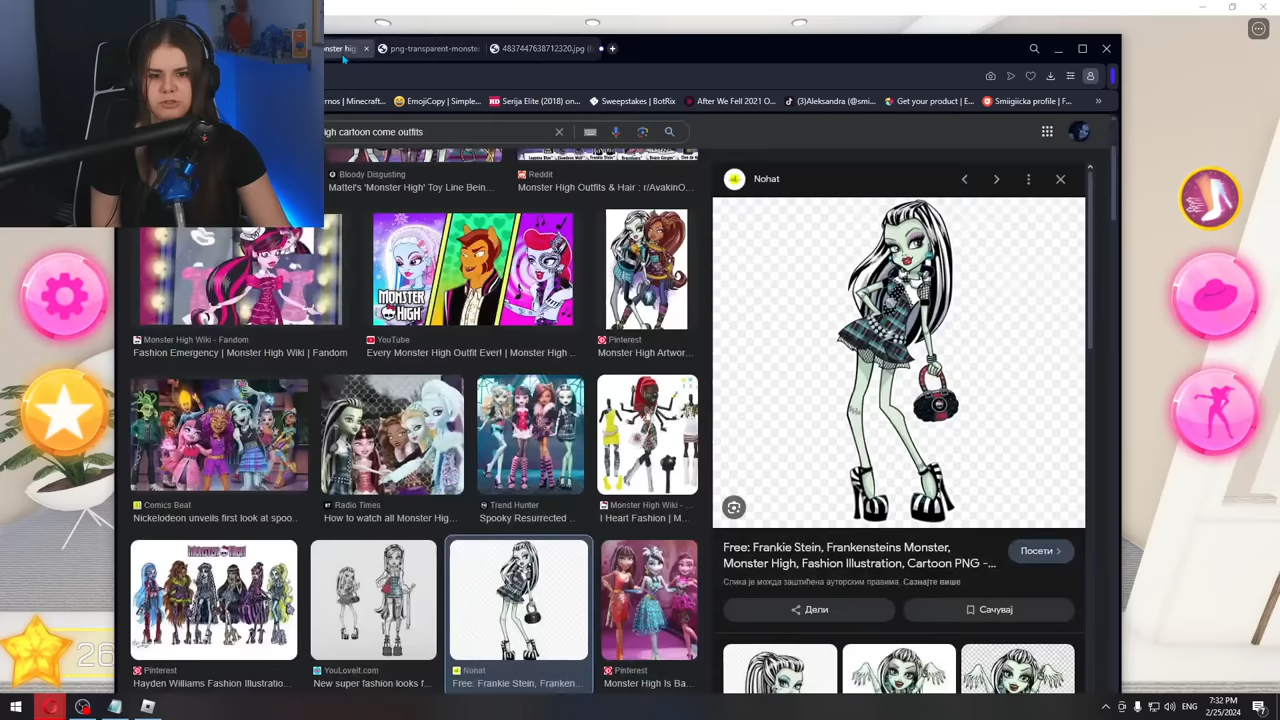 onster hig
png-transparent-monster
4837447638712320.jpg (
rnos | Minecraft...
EmojiCopy | Simple...
Serija Elite (2018) on...
Sweepstakes | BotRix
After We Fell 2021 O...
(3)Aleksandra (@smi...
Get your product | E...
Smiigiicka profile | F...
igh cartoon come outfits
Bloody Disgusting
Mattel's 'Monster High' Toy Line Bein...
Reddit
Monster High Outfits & Hair : r/AvakinO...
Nohat
MONSTER HIGH
Monster High Wiki - Fandom
Fashion Emergency | Monster High Wiki | Fandom
YouTube
Every Monster High Outfit Ever! | Monster High ..
Pinterest
Monster High Artwor...
Comics Beat
Nickelodeon unveils first look at spoo...
Radio Times
How to watch all Monster Hig...
Trend Hunter
Spooky Resurrected ..
Monster High Wiki - ...
I Heart Fashion | M...
Free: Frankie Stein, Frankensteins Monster,
Monster High, Fashion Illustration, Cartoon PNG -...
Посети
Слика је можда заштићена ауторским правима. Сазнајте више
Дели
Сачувај
MONSTER HIGH
Pinterest
Hayden Williams Fashion Illustratio...
YouLoveit.com
New super fashion looks f...
Nohat
Free: Frankie Stein, Franken...
Pinterest
Monster High Is Ba...
26
ENG
7:32 PM
2/25/2024
7